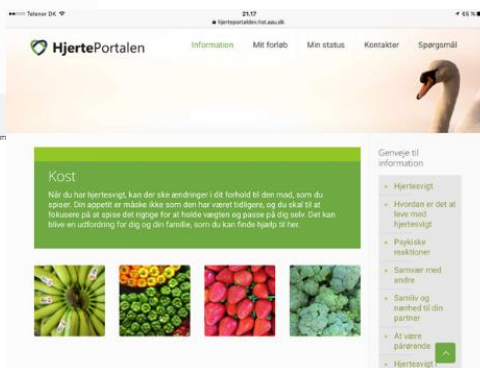 Telenor DK
21.17
65 %
hjerteportaldev.hst.aau.dk
HjertePortalen
Information
Mit forløb
Min status
Kontakter
Spørgsmål
Kost
Når du har hjertesvigt, kan der ske ændringer i dit forhold til den mad, som du
spiser. Din appetit er måske ikke som den har været tidligere, og du skal til at
fokusere på at spise det rigtige for at holde vægten og passe på dig selv. Det kan
blive en udfordring for dig og din familie, som du kan finde hjælp til her.
Genveje til
information
Hjertesvigt
Hvordan er det at
leve med
hjertesvigt
Psykiske
reaktioner
Samvær med
andre
Samliv og
nærhed til din
partner
At være
pårørende
Hjertesvigt i